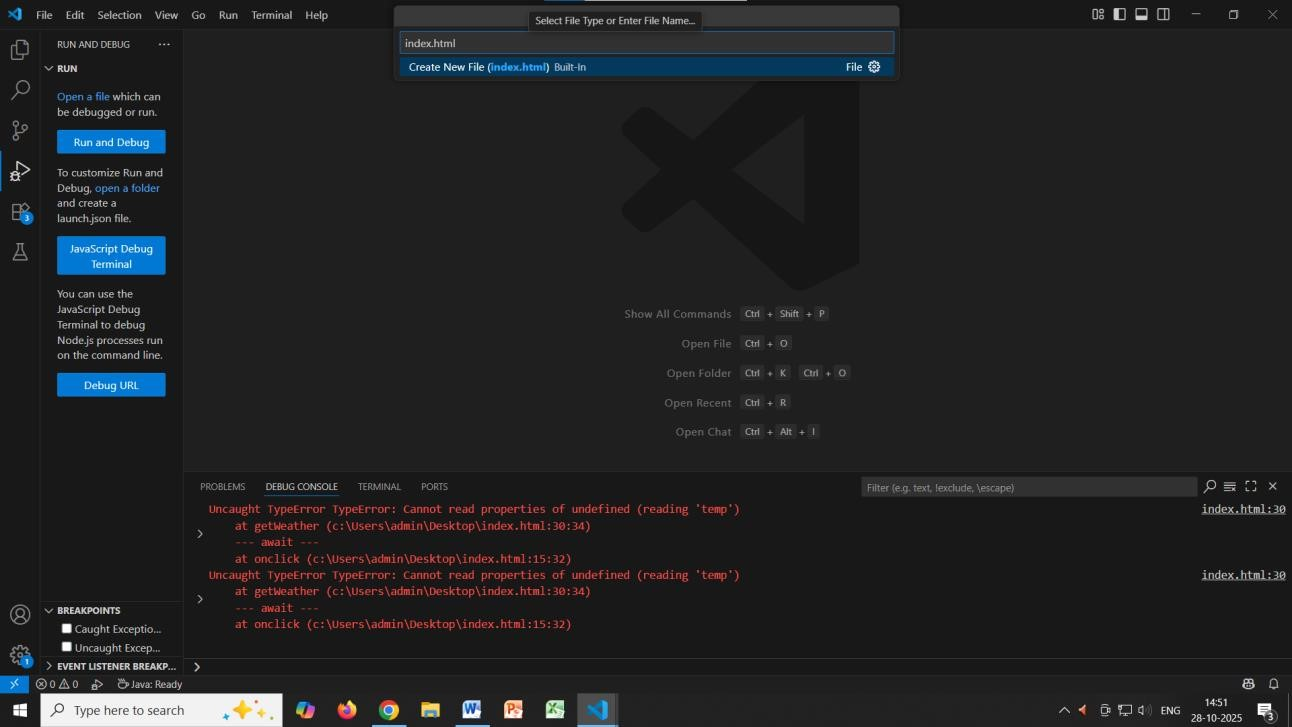 File Edit Selection View Go Run Terminal Help
Select File Type or Enter File Name...
index.html
Create New File (index.html) Built-In File
RUN AND DEBUG ...
RUN
Open a file which can
be debugged or run.
Run and Debug
To customize Run and
Debug, open a folder
and create a
launch.json file.
JavaScript Debug
Terminal
You can use the
JavaScript Debug
Terminal to debug
Node.js processes run
on the command line.
Debug URL
3
Show All Commands Ctrl + Shift + P
Open File Ctrl + O
Open Folder Ctrl + K Ctrl + O
Open Recent Ctrl + R
Open Chat Ctrl + Alt + I
PROBLEMS DEBUG CONSOLE TERMINAL PORTS
Filter (e.g. text, !exclude, \escape)
Uncaught TypeError TypeError: Cannot read properties of undefined (reading 'temp') index.html:30
at getWeather (c:\Users\admin\Desktop\index.html:30:34)
--- await ---
at onclick (c:\Users\admin\Desktop\index.html:15:32)
Uncaught TypeError TypeError: Cannot read properties of undefined (reading 'temp') index.html:30
at getWeather (c:\Users\admin\Desktop\index.html:30:34)
--- await ---
at onclick (c:\Users\admin\Desktop\index.html:15:32)
BREAKPOINTS
Caught Exceptio...
Uncaught Excep...
EVENT LISTENER BREAKP...
1
0 0 Java: Ready
Type here to search
ENG
14:51
28-10-2025
3